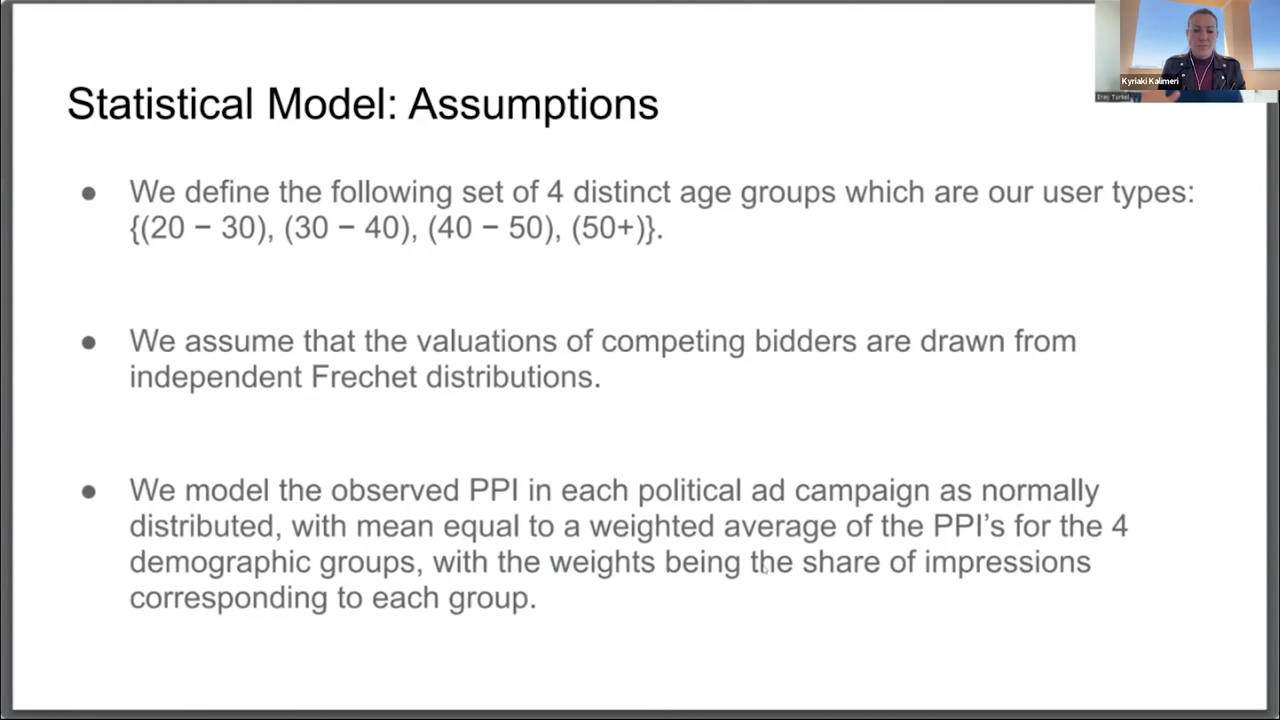 Statistical Model: Assumptions
● We define the following set of 4 distinct age groups which are our user types:
{(20 − 30), (30 − 40), (40 − 50), (50+)}.
● We assume that the valuations of competing bidders are drawn from
independent Frechet distributions.
● We model the observed PPI in each political ad campaign as normally
distributed, with mean equal to a weighted average of the PPI’s for the 4
demographic groups, with the weights being the share of impressions
corresponding to each group.
Kyriaki Kalimeri